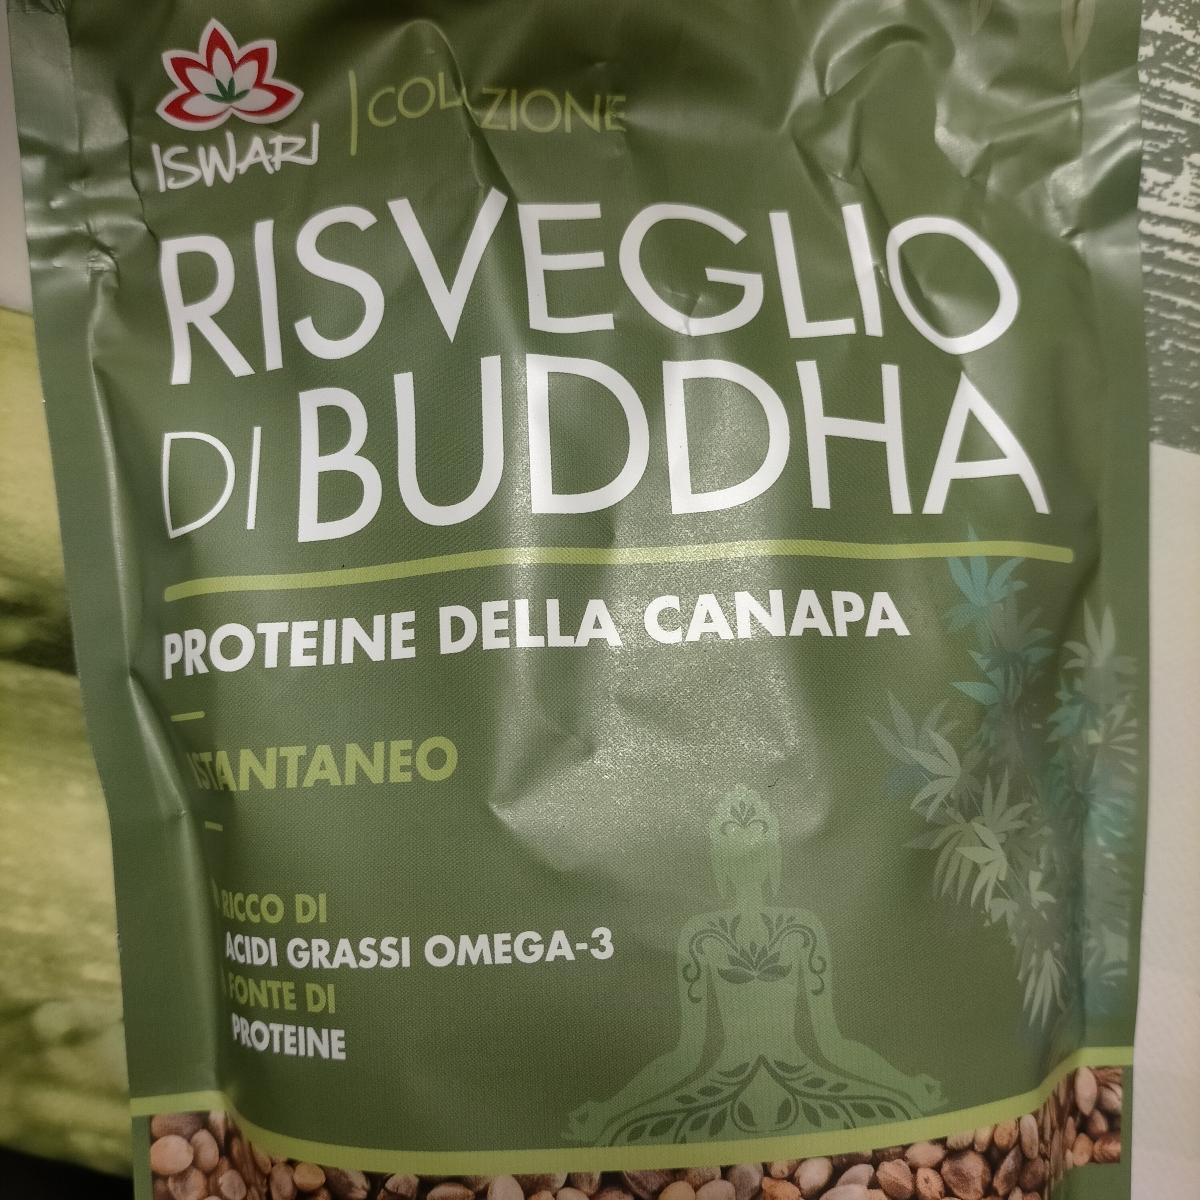 ISWARI
COLAZIONE
RISVEGLIO
DI BUDDHA
PROTEINE DELLA CANAPA
ISTANTANEO
RICCO DI
ACIDI GRASSI OMEGA-3
FONTE DI
PROTEINE